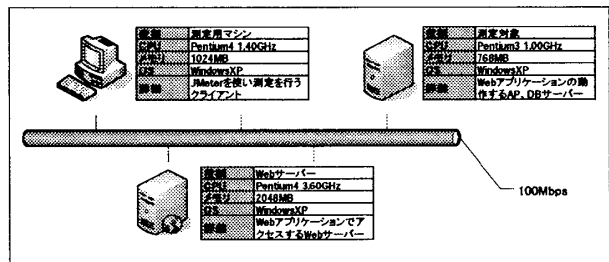 種類 測定用マシン
CPU Pentium4 1.40GHz
メモリ 1024MB
OS WindowsXP
詳細 JMeterを使い測定を行う
クライアント
種類 測定対象
CPU Pentium3 1.00GHz
メモリ 768MB
OS WindowsXP
詳細 Webアプリケーションの動
作するAP、DBサーバー
種類 Webサーバー
CPU Pentium4 3.60GHz
メモリ 2048MB
OS WindowsXP
詳細 Webアプリケーションでア
クセスするWebサーバー
100Mbps